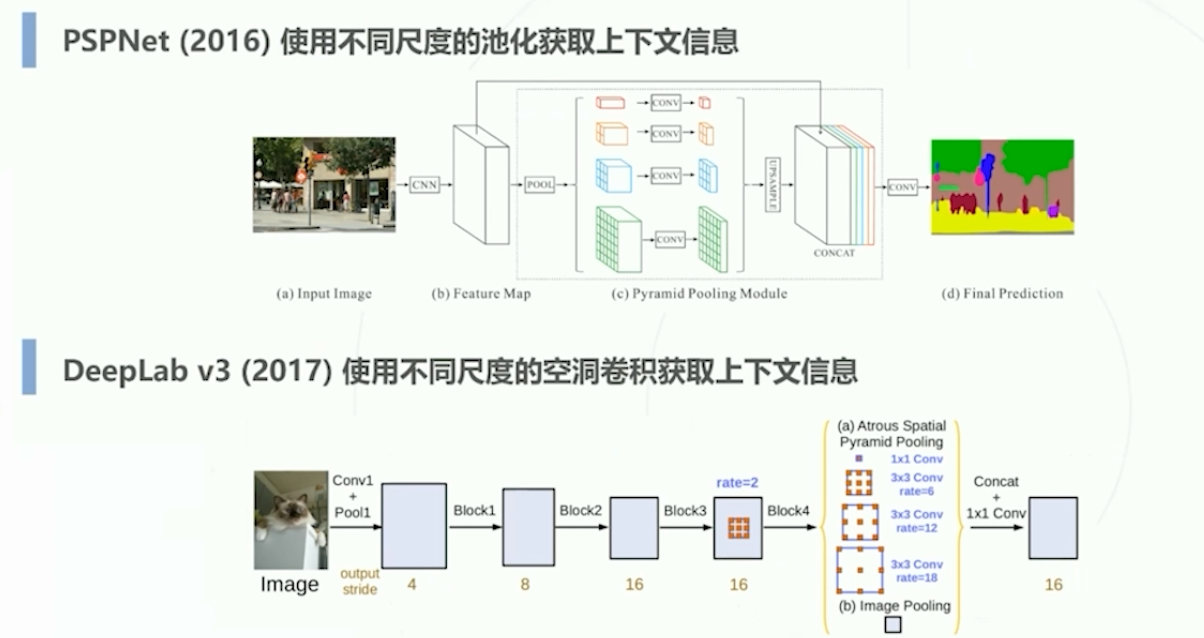 PSPNet (2016) 使用不同尺度的池化获取上下文信息
CNN
POOL
CONV
CONV
CONV
CONV
UPSAMPLE
CONCAT
CONV
(a) Input Image
(b) Feature Map
(c) Pyramid Pooling Module
(d) Final Prediction
DeepLab v3 (2017) 使用不同尺度的空洞卷积获取上下文信息
Image
Conv1
+
Pool1
output
stride
4
Block1
8
Block2
16
Block3
rate=2
16
Block4
(a) Atrous Spatial
Pyramid Pooling
1x1 Conv
3x3 Conv
rate=6
3x3 Conv
rate=12
3x3 Conv
rate=18
(b) Image Pooling
Concat
+
1x1 Conv
16